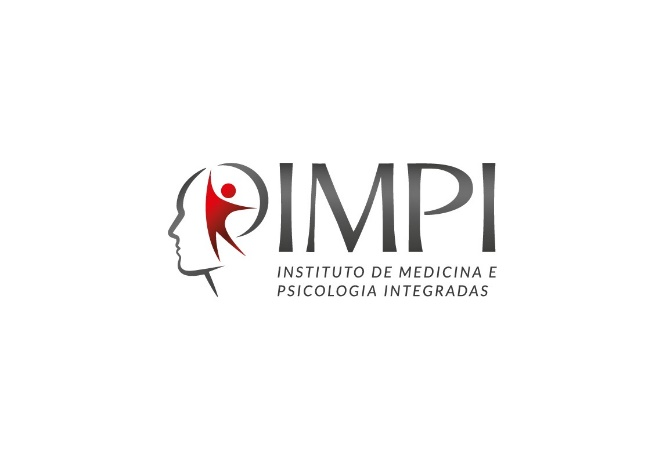 IMPI
INSTITUTO DE MEDICINA E
PSICOLOGIA INTEGRADAS